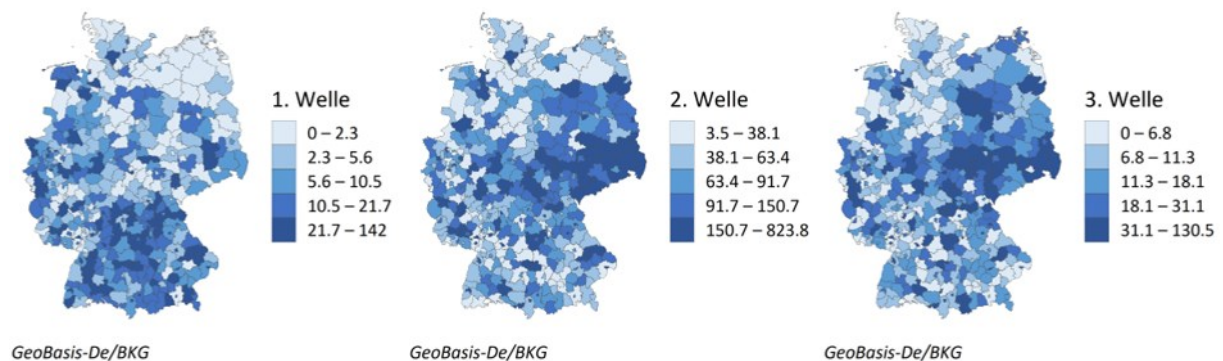 1. Welle
0 – 2.3
2.3 – 5.6
5.6 – 10.5
10.5 – 21.7
21.7 – 142
GeoBasis-De/BKG
2. Welle
3.5 – 38.1
38.1 – 63.4
63.4 – 91.7
91.7 – 150.7
150.7 – 823.8
GeoBasis-De/BKG
3. Welle
0 – 6.8
6.8 – 11.3
11.3 – 18.1
18.1 – 31.1
31.1 – 130.5
GeoBasis-De/BKG